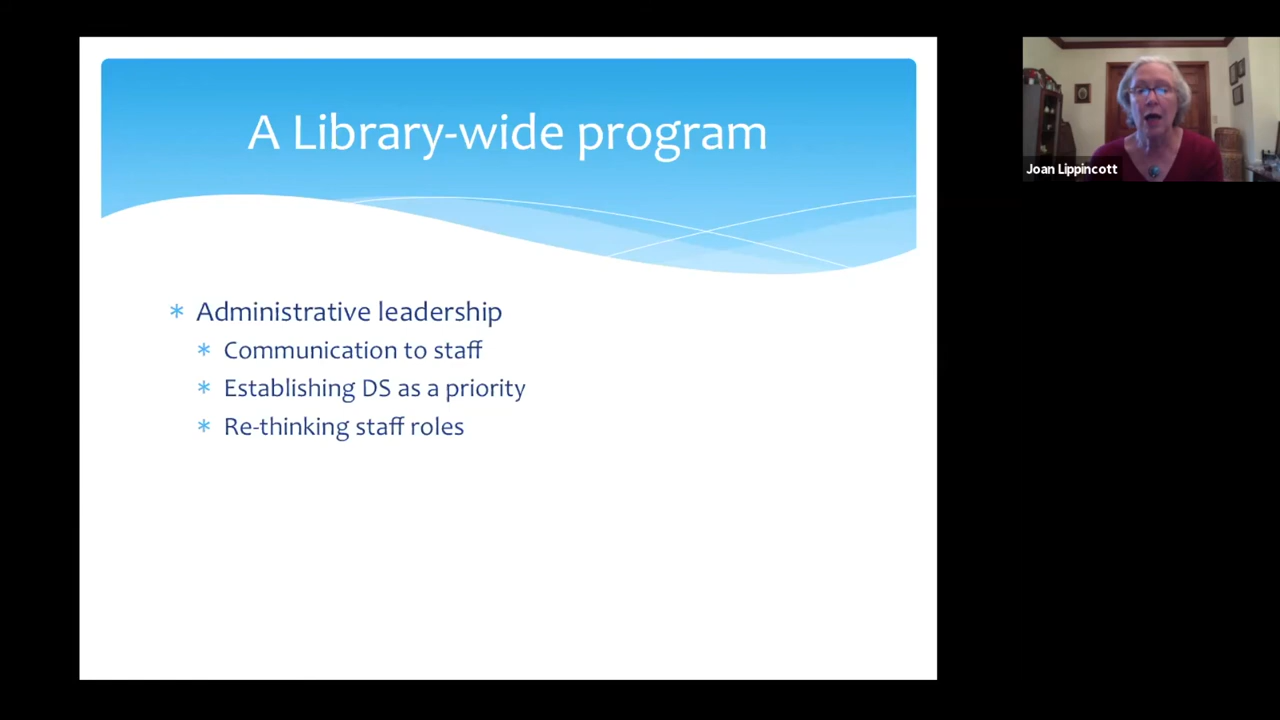 A Library-wide program
* Administrative leadership
* Communication to staff
* Establishing DS as a priority
* Re-thinking staff roles
Joan Lippincott